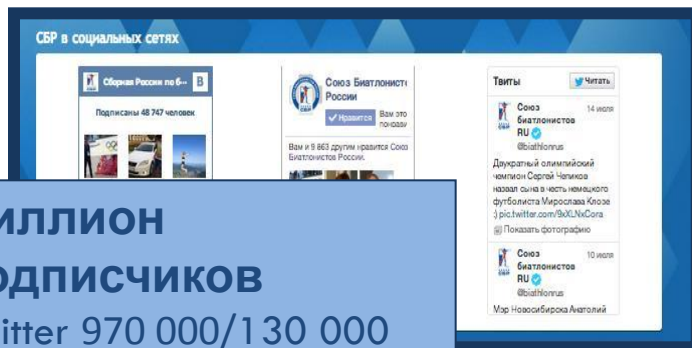 СБР в социальных сетях
Сборная России по б···
В
Подписаны 48 747 человек
Союз Биатлонист
России
Нравится
Вам это
Вам и 9 863 другим нравится Союз
Биатлонистов России.
Твиты
Читать
Союз
14 июля
биатлонистов
RU
@biathlonrus
Двукратный олимпийский
чемпион Сергей Чепиков
назвал сына в честь немецкого
футболиста Мирослава Клозе
:) pic.twitter.com/9xXLNxCora
Показать фотографию
Союз
10 июля
биатлонистов
RU
@biathlonrus
Мэр Новосибирска Анатолий
иллион
одписчиков
itter 970 000/130 000